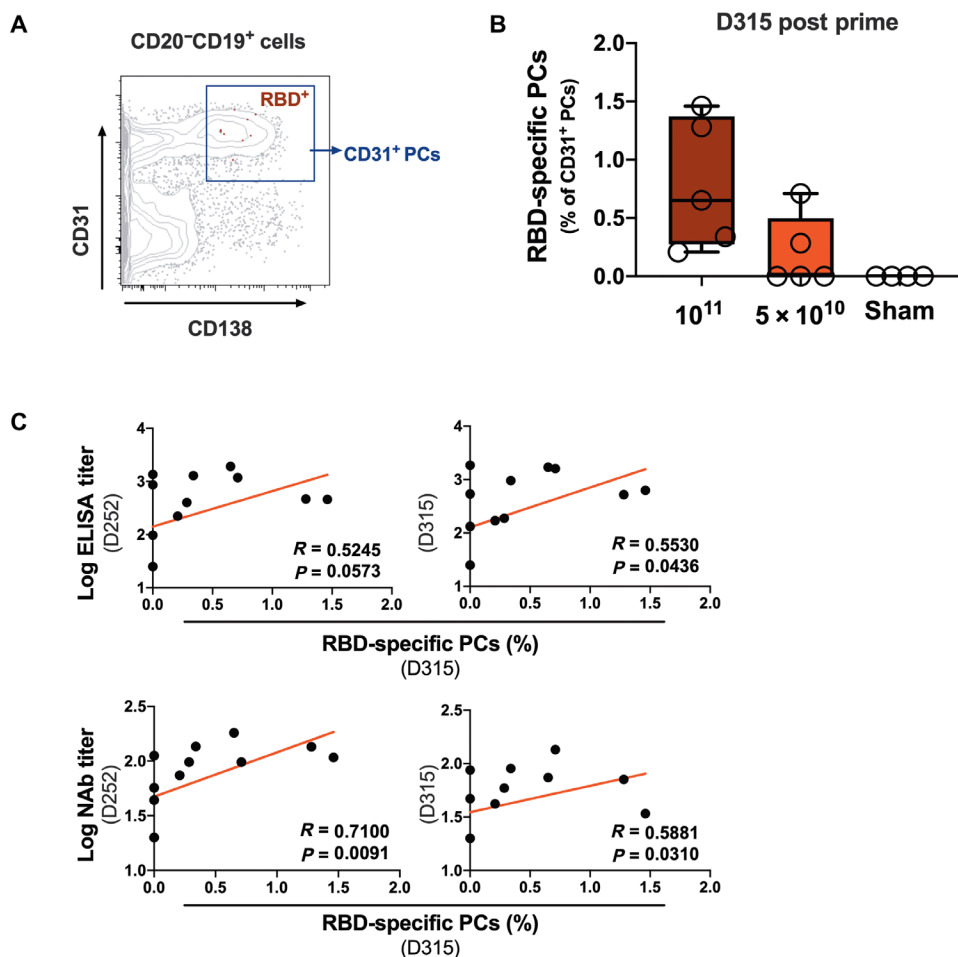 A
CD20⁻CD19⁺ cells
RBD⁺
CD31⁺ PCs
CD31
CD138
B
D315 post prime
RBD-specific PCs
(% of CD31⁺ PCs)
2.0
1.5
1.0
0.5
0.0
10¹¹
5 × 10¹⁰
Sham
C
Log ELISA titer
(D252)
4
3
2
1
0.0 0.5 1.0 1.5 2.0
R = 0.5245
P = 0.0573
(D315)
4
3
2
1
0.0 0.5 1.0 1.5 2.0
R = 0.5530
P = 0.0436
RBD-specific PCs (%)
(D315)
Log NAb titer
(D252)
2.5
2.0
1.5
1.0
0.0 0.5 1.0 1.5 2.0
R = 0.7100
P = 0.0091
(D315)
2.5
2.0
1.5
1.0
0.0 0.5 1.0 1.5 2.0
R = 0.5881
P = 0.0310
RBD-specific PCs (%)
(D315)